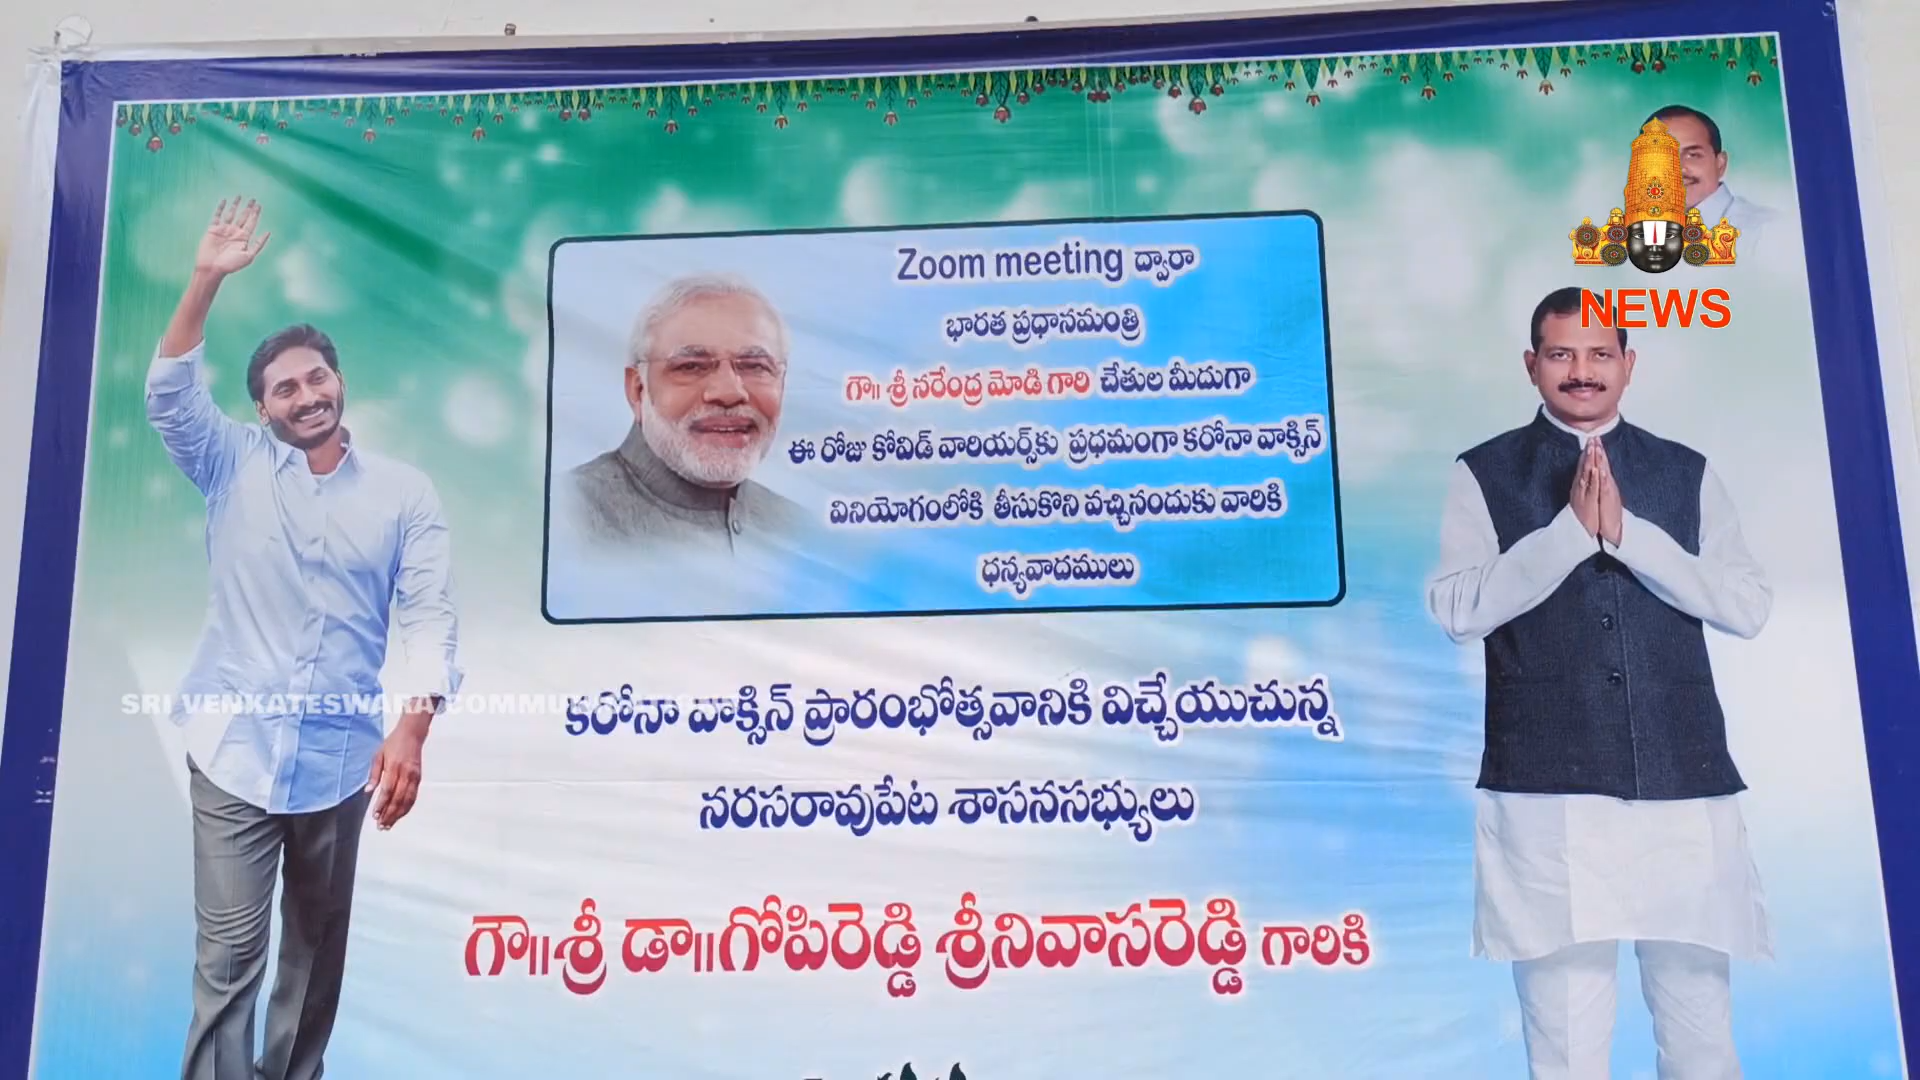 Zoom meeting ద్వారా
భారత ప్రధానమంత్రి
గౌ॥ శ్రీ నరేంద్ర మోడి గారి చేతుల మీదుగా
ఈ రోజు కోవిడ్ వారియర్స్‌కు ప్రధమంగా కరోనా వాక్సిన్
వినియోగంలోకి తీసుకొని వచ్చినందుకు వారికి
ధన్యవాదములు
NEWS
SRI VENKATESWARA
కరోనా వాక్సిన్ ప్రారంభోత్సవానికి విచ్చేయుచున్న
నరసరావుపేట శాసనసభ్యులు
గౌ॥శ్రీ డా॥గోపిరెడ్డి శ్రీనివాసరెడ్డి గారికి